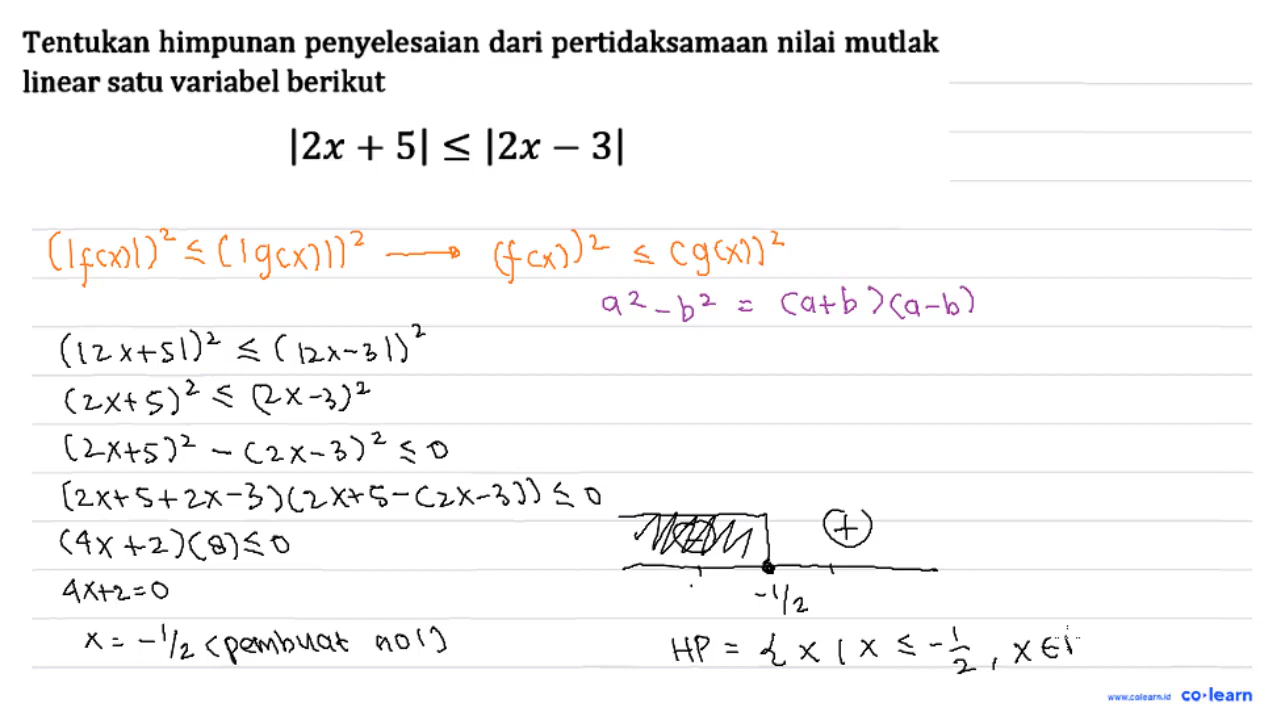 Tentukan himpunan penyelesaian dari pertidaksamaan nilai mutlak
linear satu variabel berikut
|2x + 5| ≤ |2x − 3|
(|f(x)|)² ≤ (|g(x)|)² → (f(x))² ≤ (g(x))²
a² - b² = (a+b)(a-b)
(|2x+5|)² ≤ (|2x-3|)²
(2x+5)² ≤ (2x-3)²
(2x+5)² - (2x-3)² ≤ 0
(2x+5+2x-3)(2x+5-(2x-3)) ≤ 0
(4x+2)(8) ≤ 0
+
4x+2=0
-1/2
x = -1/2 (pembuat nol)
HP = { x | x ≤ -1/2, x ∈
www.colearn.id co·learn